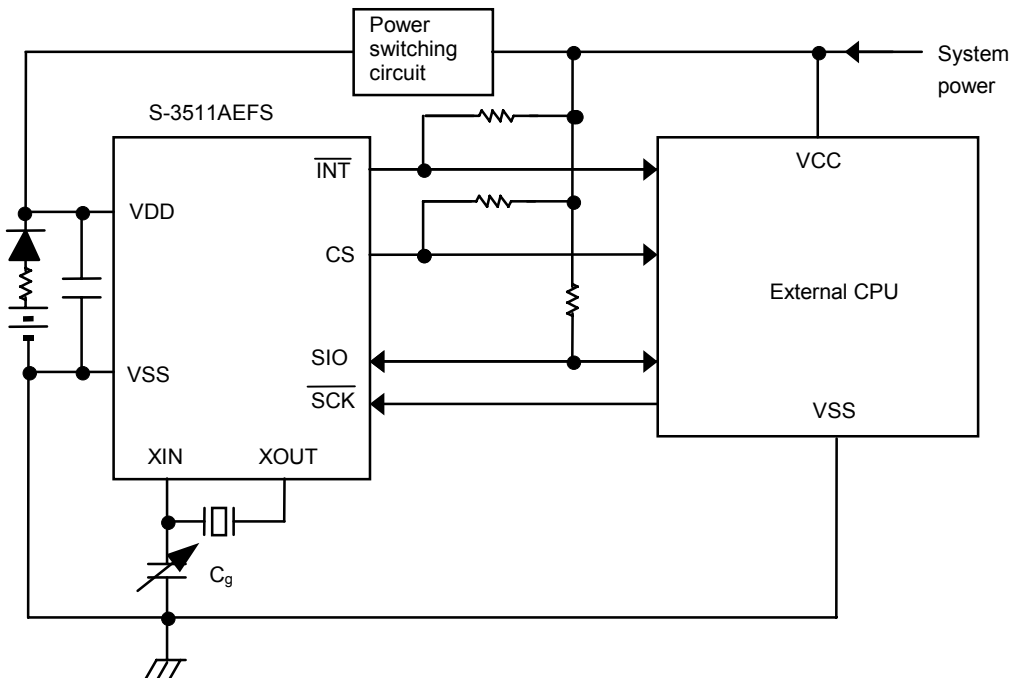 Power
switching
circuit
System
power
S-3511AEFS
INT
VCC
VDD
CS
External CPU
SIO
VSS
SCK
VSS
XIN
XOUT
Cg